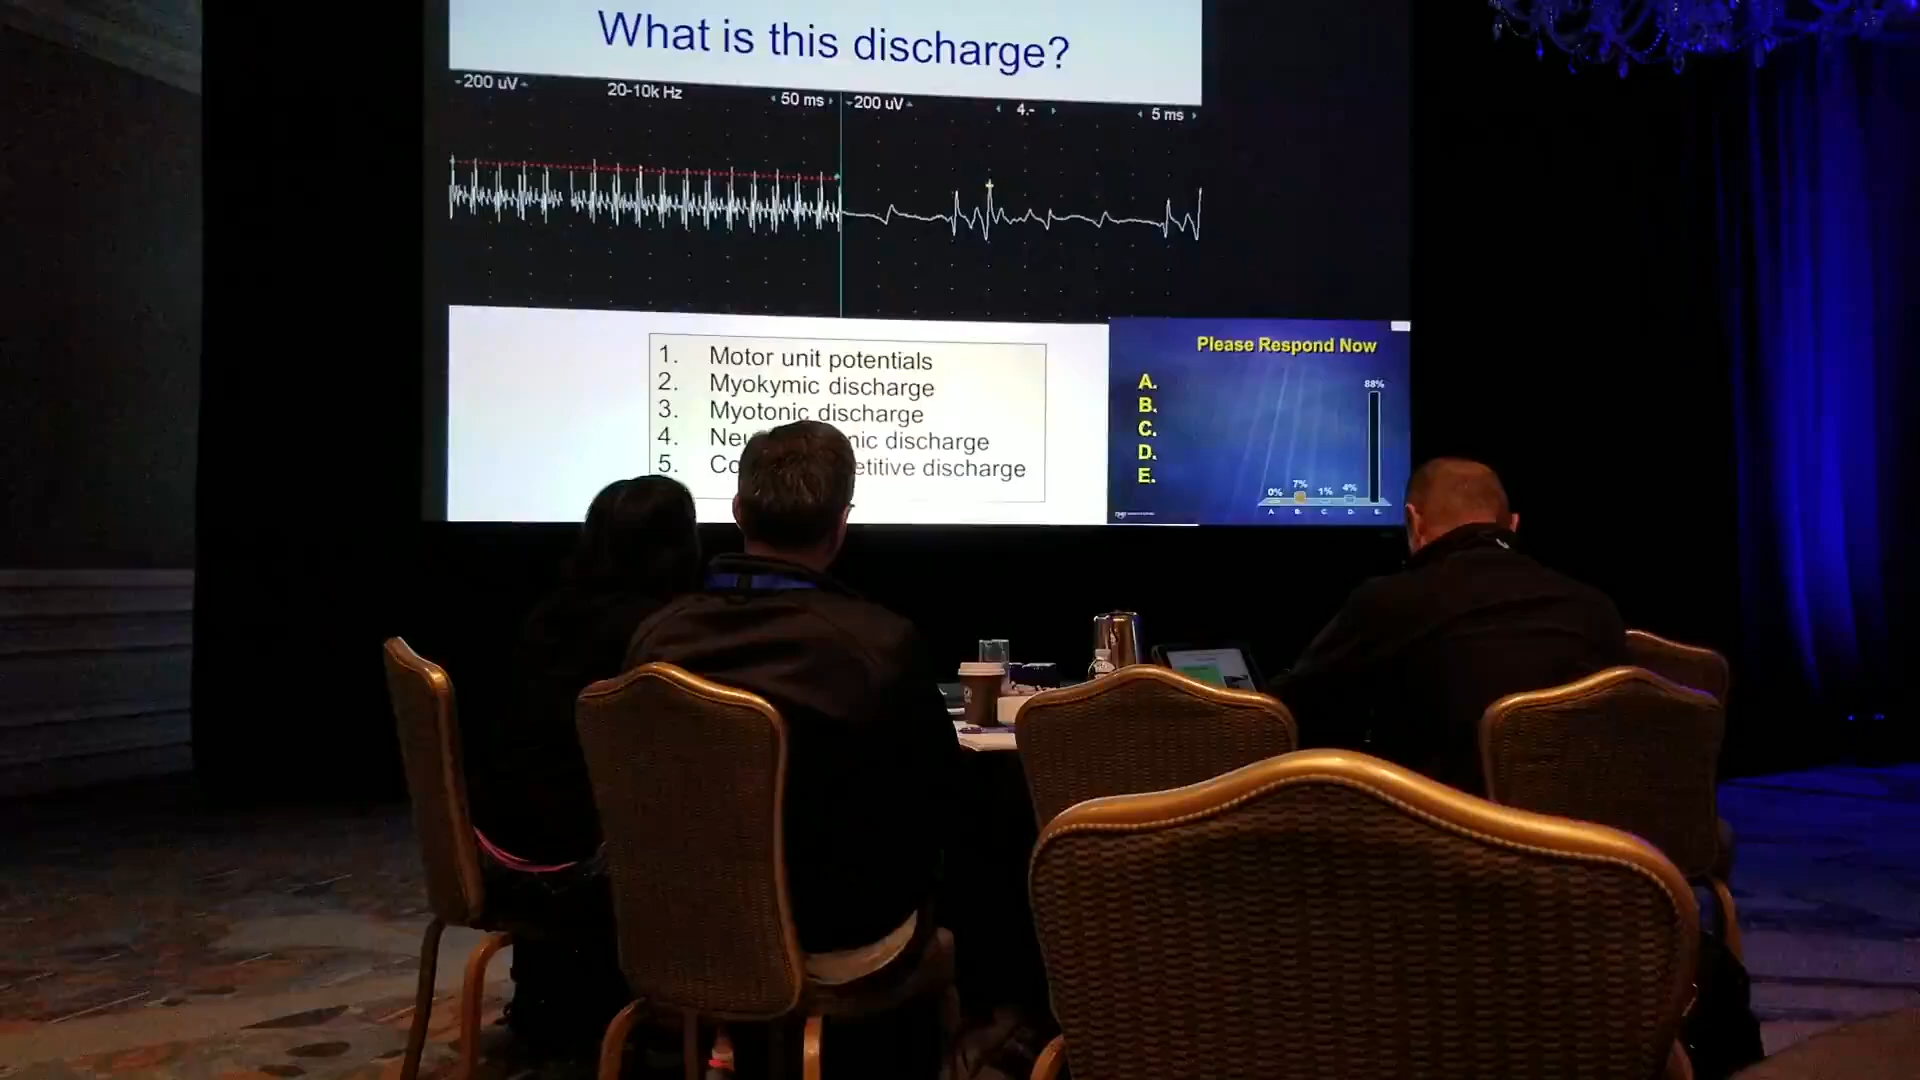 What is this discharge?
-200 uV-
20-10k Hz
50 ms
-200 uV-
4.-
5 ms
1. Motor unit potentials
2. Myokymic discharge
3. Myotonic discharge
4. Neu nic discharge
5. Co etitive discharge
Please Respond Now
A.
B.
C.
D.
E.
88%
0% 7% 1% 4%
A. B. C. D. E.